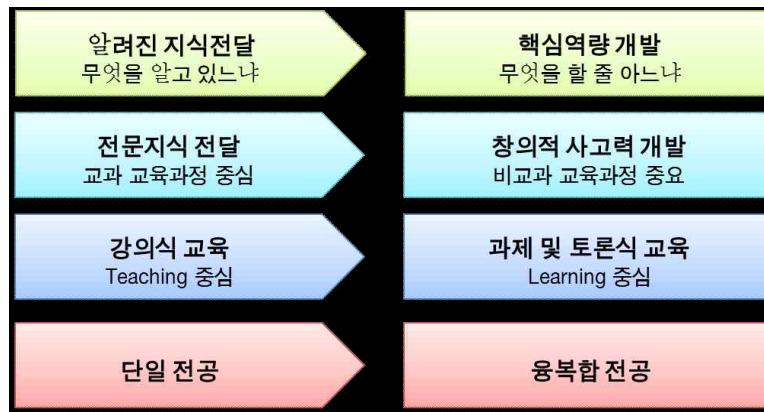 알려진 지식전달
무엇을 알고 있느냐
핵심역량 개발
무엇을 할 줄 아느냐
전문지식 전달
교과 교육과정 중심
창의적 사고력 개발
비교과 교육과정 중요
강의식 교육
Teaching 중심
과제 및 토론식 교육
Learning 중심
단일 전공
융복합 전공